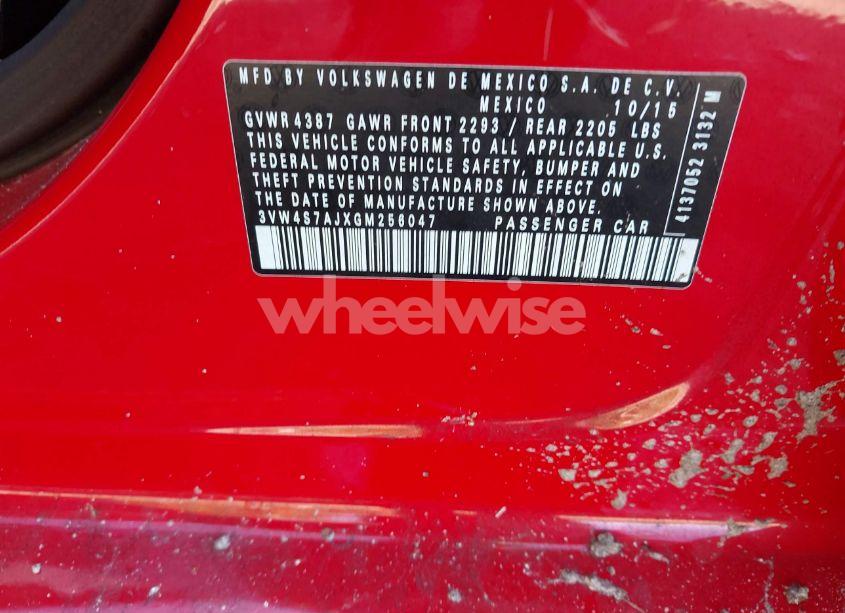 MFD BY VOLKSWAGEN DE MEXICO S.A. DE C.V.
MEXICO 10/15
GVWR 4387 GAWR FRONT 2293 / REAR 2205 LBS
THIS VEHICLE CONFORMS TO ALL APPLICABLE U.S.
FEDERAL MOTOR VEHICLE SAFETY, BUMPER AND
THEFT PREVENTION STANDARDS IN EFFECT ON
THE DATE OF MANUFACTURE SHOWN ABOVE.
3VW4S7AJXGM256047 PASSENGER CAR
4137052 3132 M
wheelwise